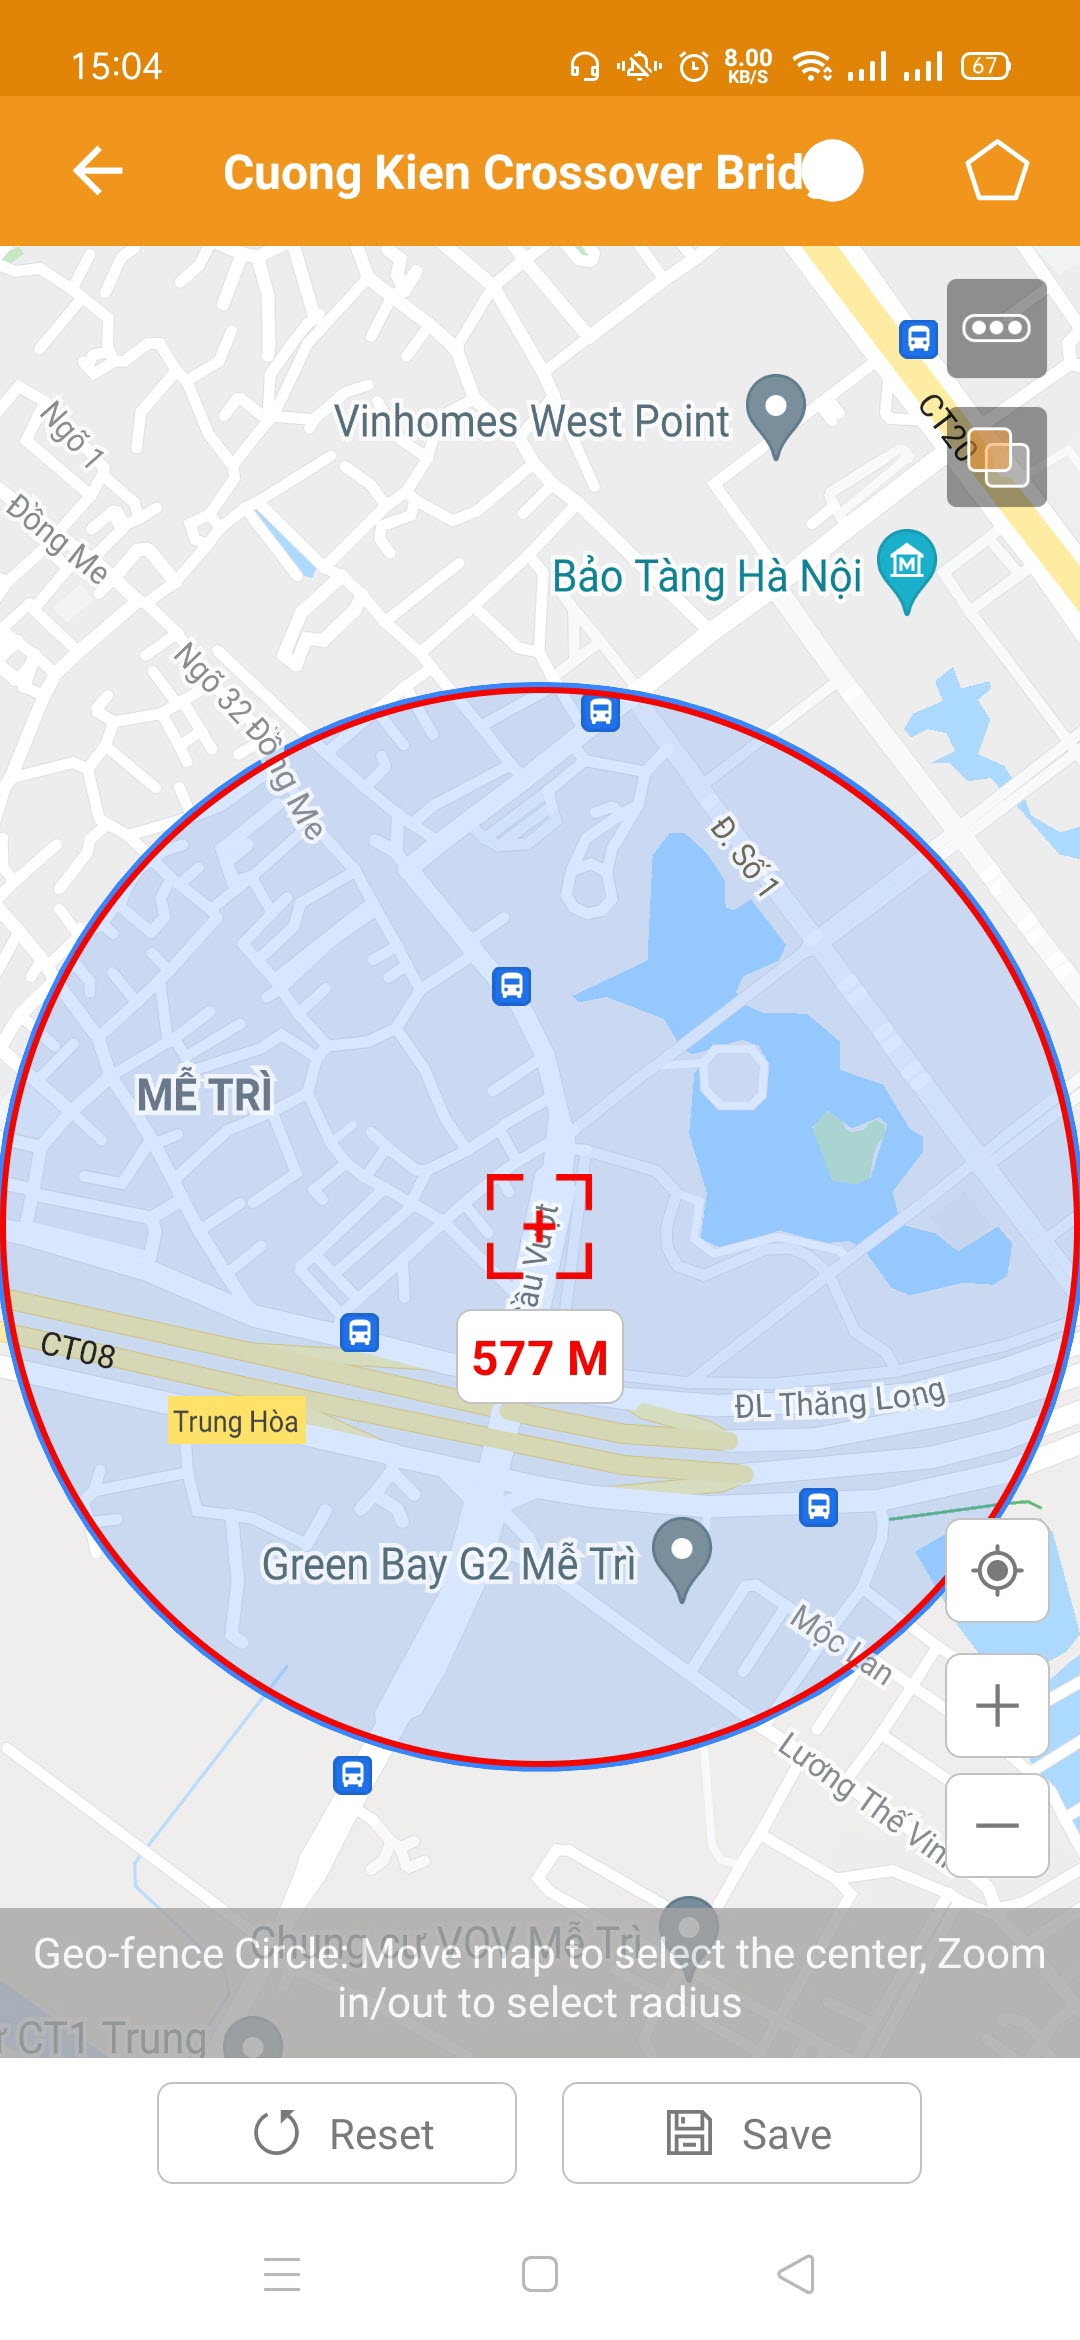 15:04
8.00
KB/S
67
Cuong Kien Crossover Brid
CT20
Vinhomes West Point
Ngõ 1
Đồng Me
Bảo Tàng Hà Nội
M
Ngõ 32 Đồng Me
Đ. Số 1
MỄ TRÌ
Cầu Vượt
577 M
CT08
ĐL Thăng Long
Trung Hòa
Green Bay G2 Mễ Trì
Mộc Lan
Lương Thế Vinh
Chung cư VOV Mễ Trì
Geo-fence Circle: Move map to select the center, Zoom
in/out to select radius
CT1 Trung
Reset
Save